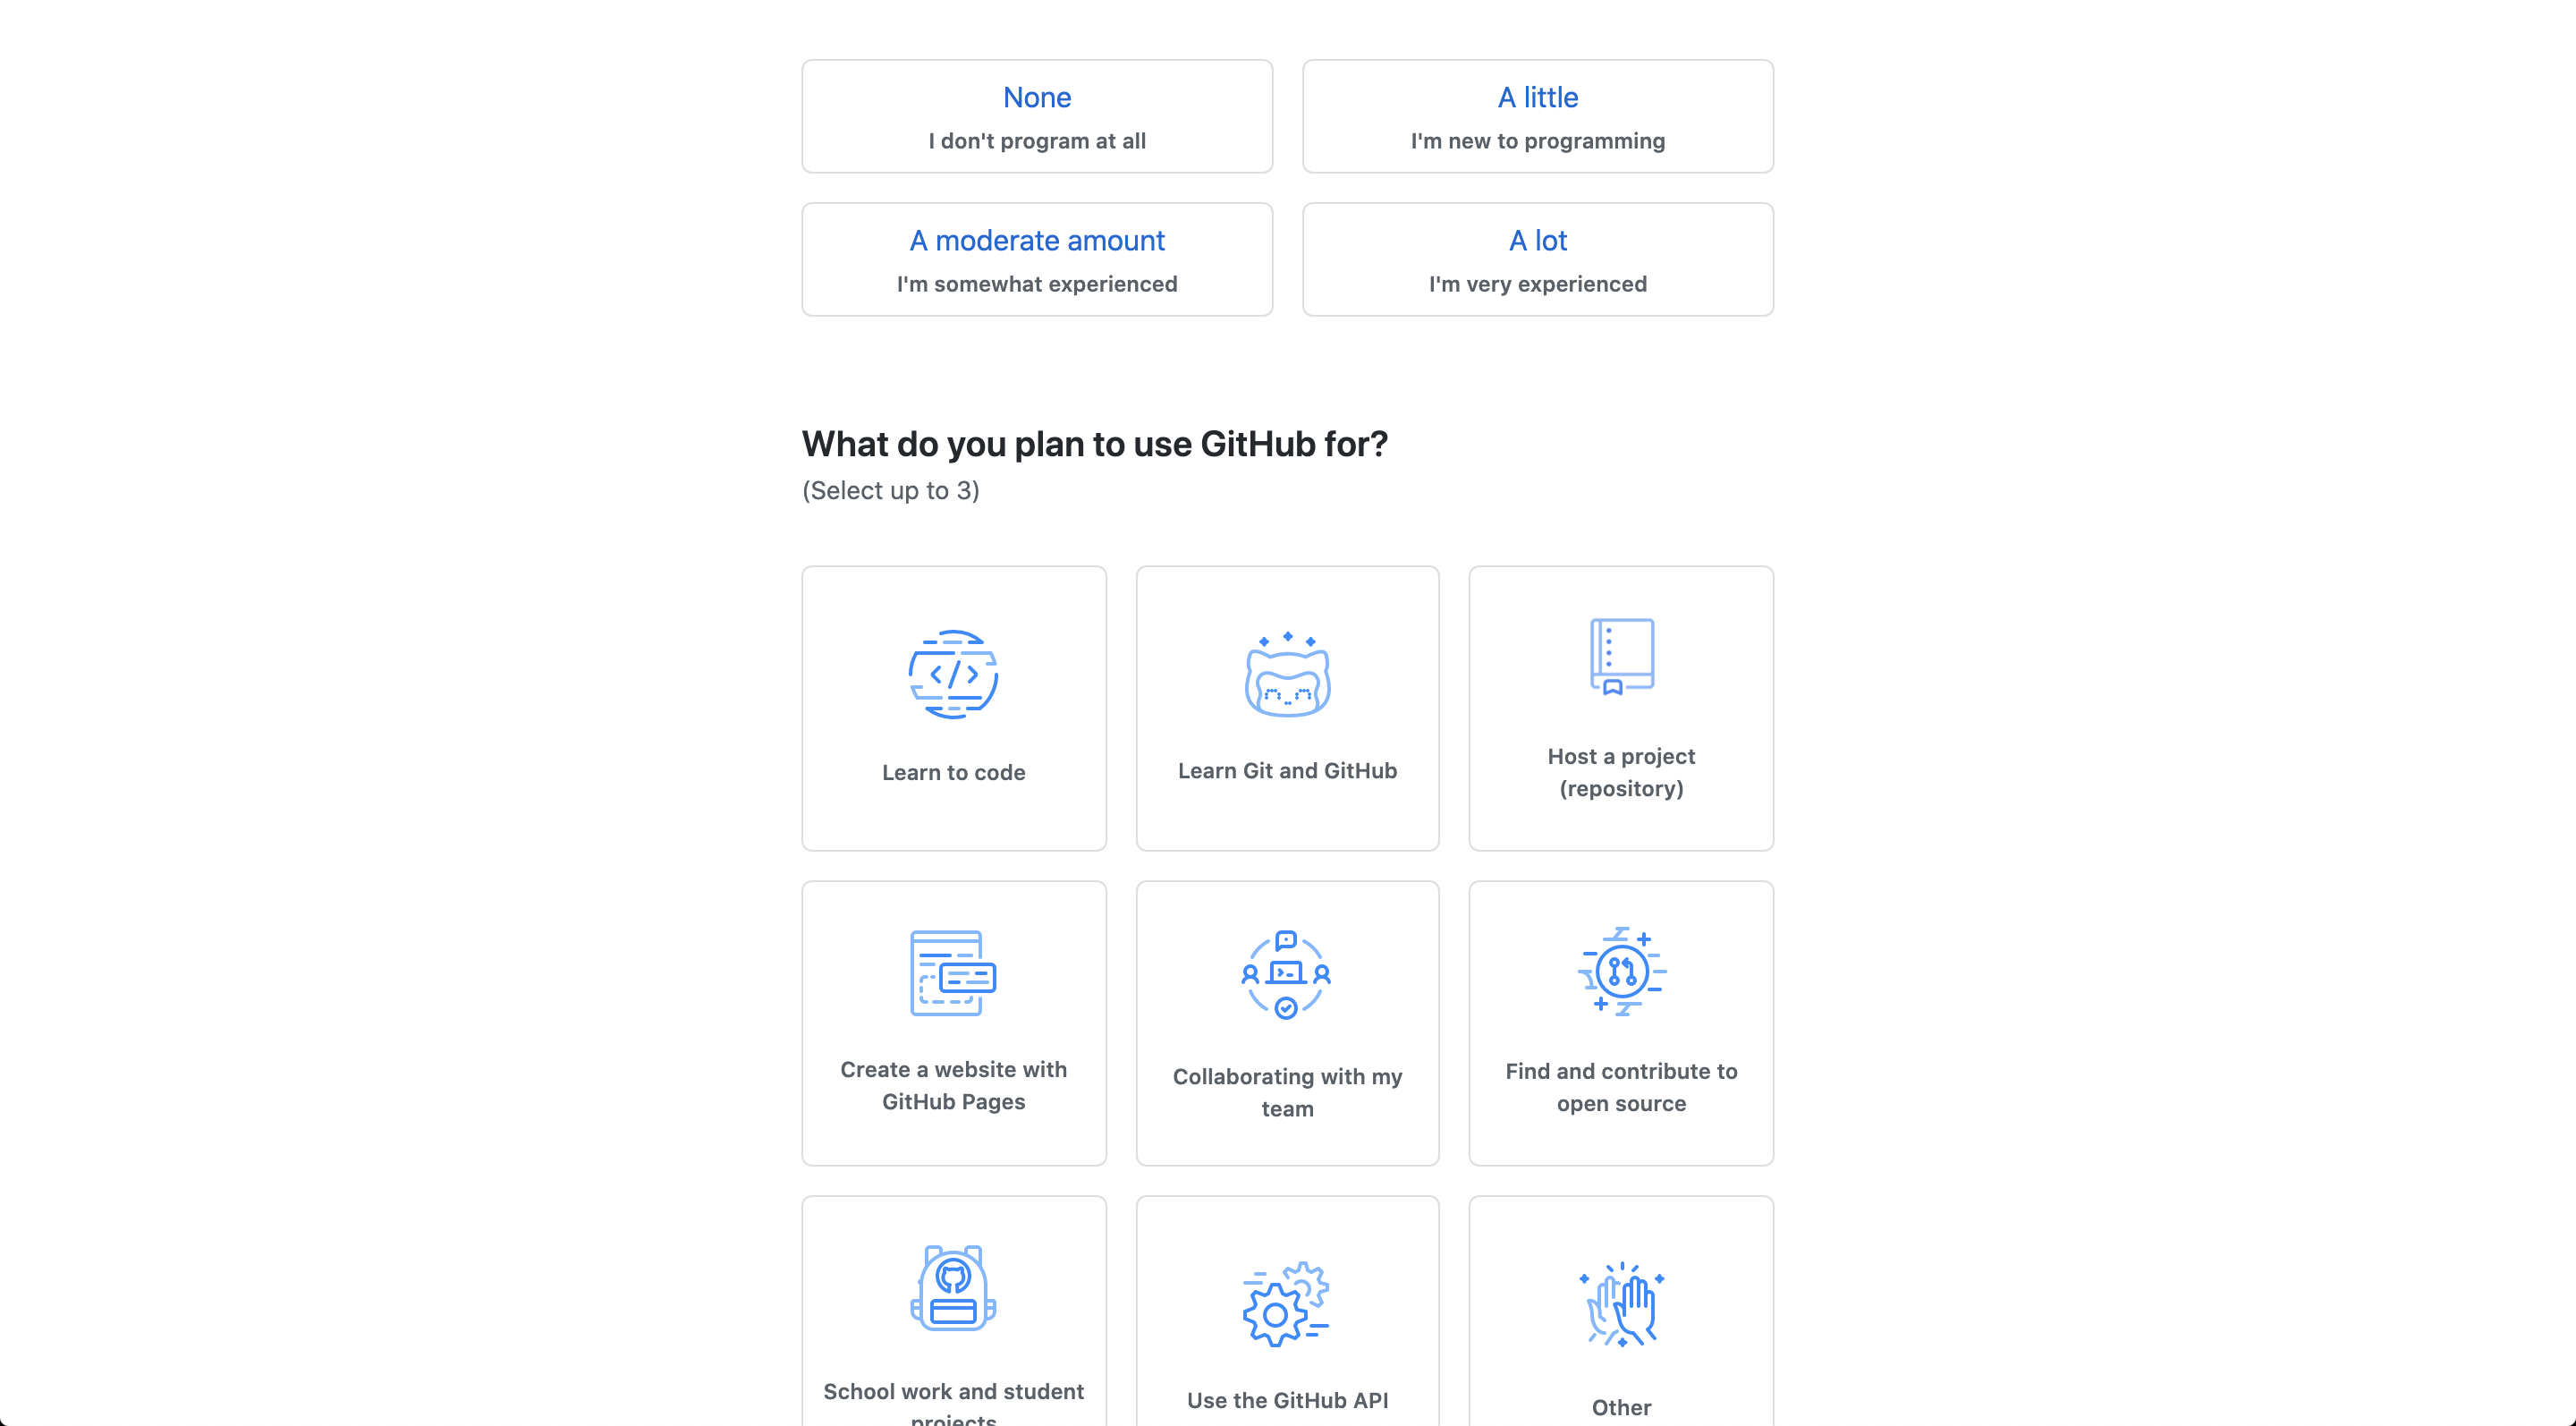 None
A little
I don't program at all
I'm new to programming
A moderate amount
A lot
I'm somewhat experienced
I'm very experienced
What do you plan to use GitHub for?
(Select up to 3)
Learn to code
Learn Git and GitHub
Host a project
(repository)
Create a website with
GitHub Pages
Collaborating with my
team
Find and contribute to
open source
School work and student
projects
Use the GitHub API
Other